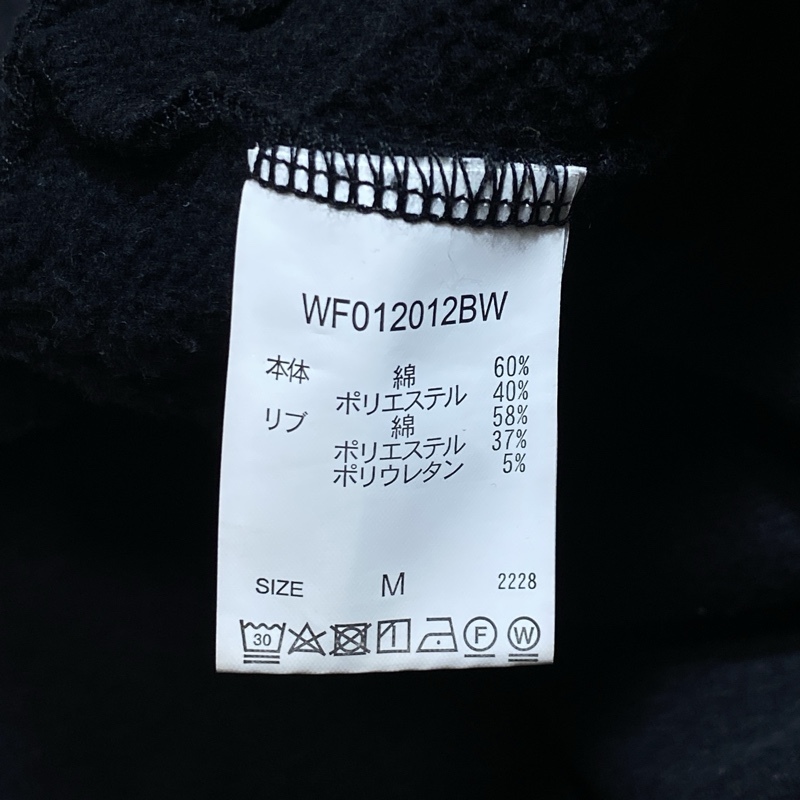 WF012012BW
本体 綿 60%
ポリエステル 40%
リブ 綿 58%
ポリエステル 37%
ポリウレタン 5%
SIZE M 2228
30 F W